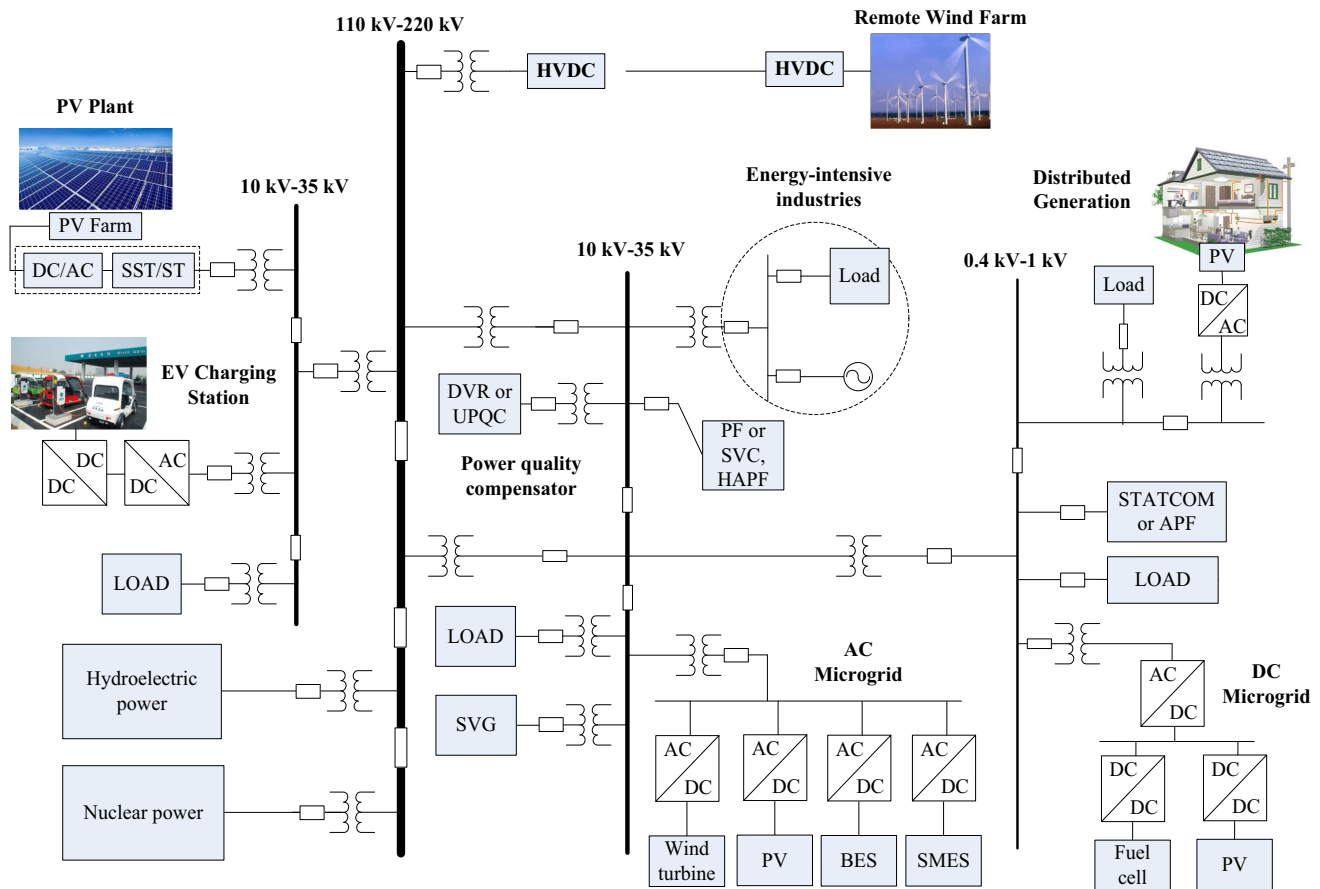 110 kV-220 kV
Remote Wind Farm
HVDC
HVDC
PV Plant
10 kV-35 kV
PV Farm
DC/AC
SST/ST
EV Charging
Station
DC
DC
AC
DC
LOAD
Hydroelectric
power
Nuclear power
Energy-intensive
industries
10 kV-35 kV
Load
DVR or
UPQC
PF or
SVC,
HAPF
Power quality
compensator
LOAD
SVG
AC
Microgrid
AC
DC
AC
DC
AC
DC
AC
DC
Wind
turbine
PV
BES
SMES
Distributed
Generation
0.4 kV-1 kV
Load
PV
DC
AC
STATCOM
or APF
LOAD
AC
DC
DC
Microgrid
DC
DC
DC
DC
Fuel
cell
PV